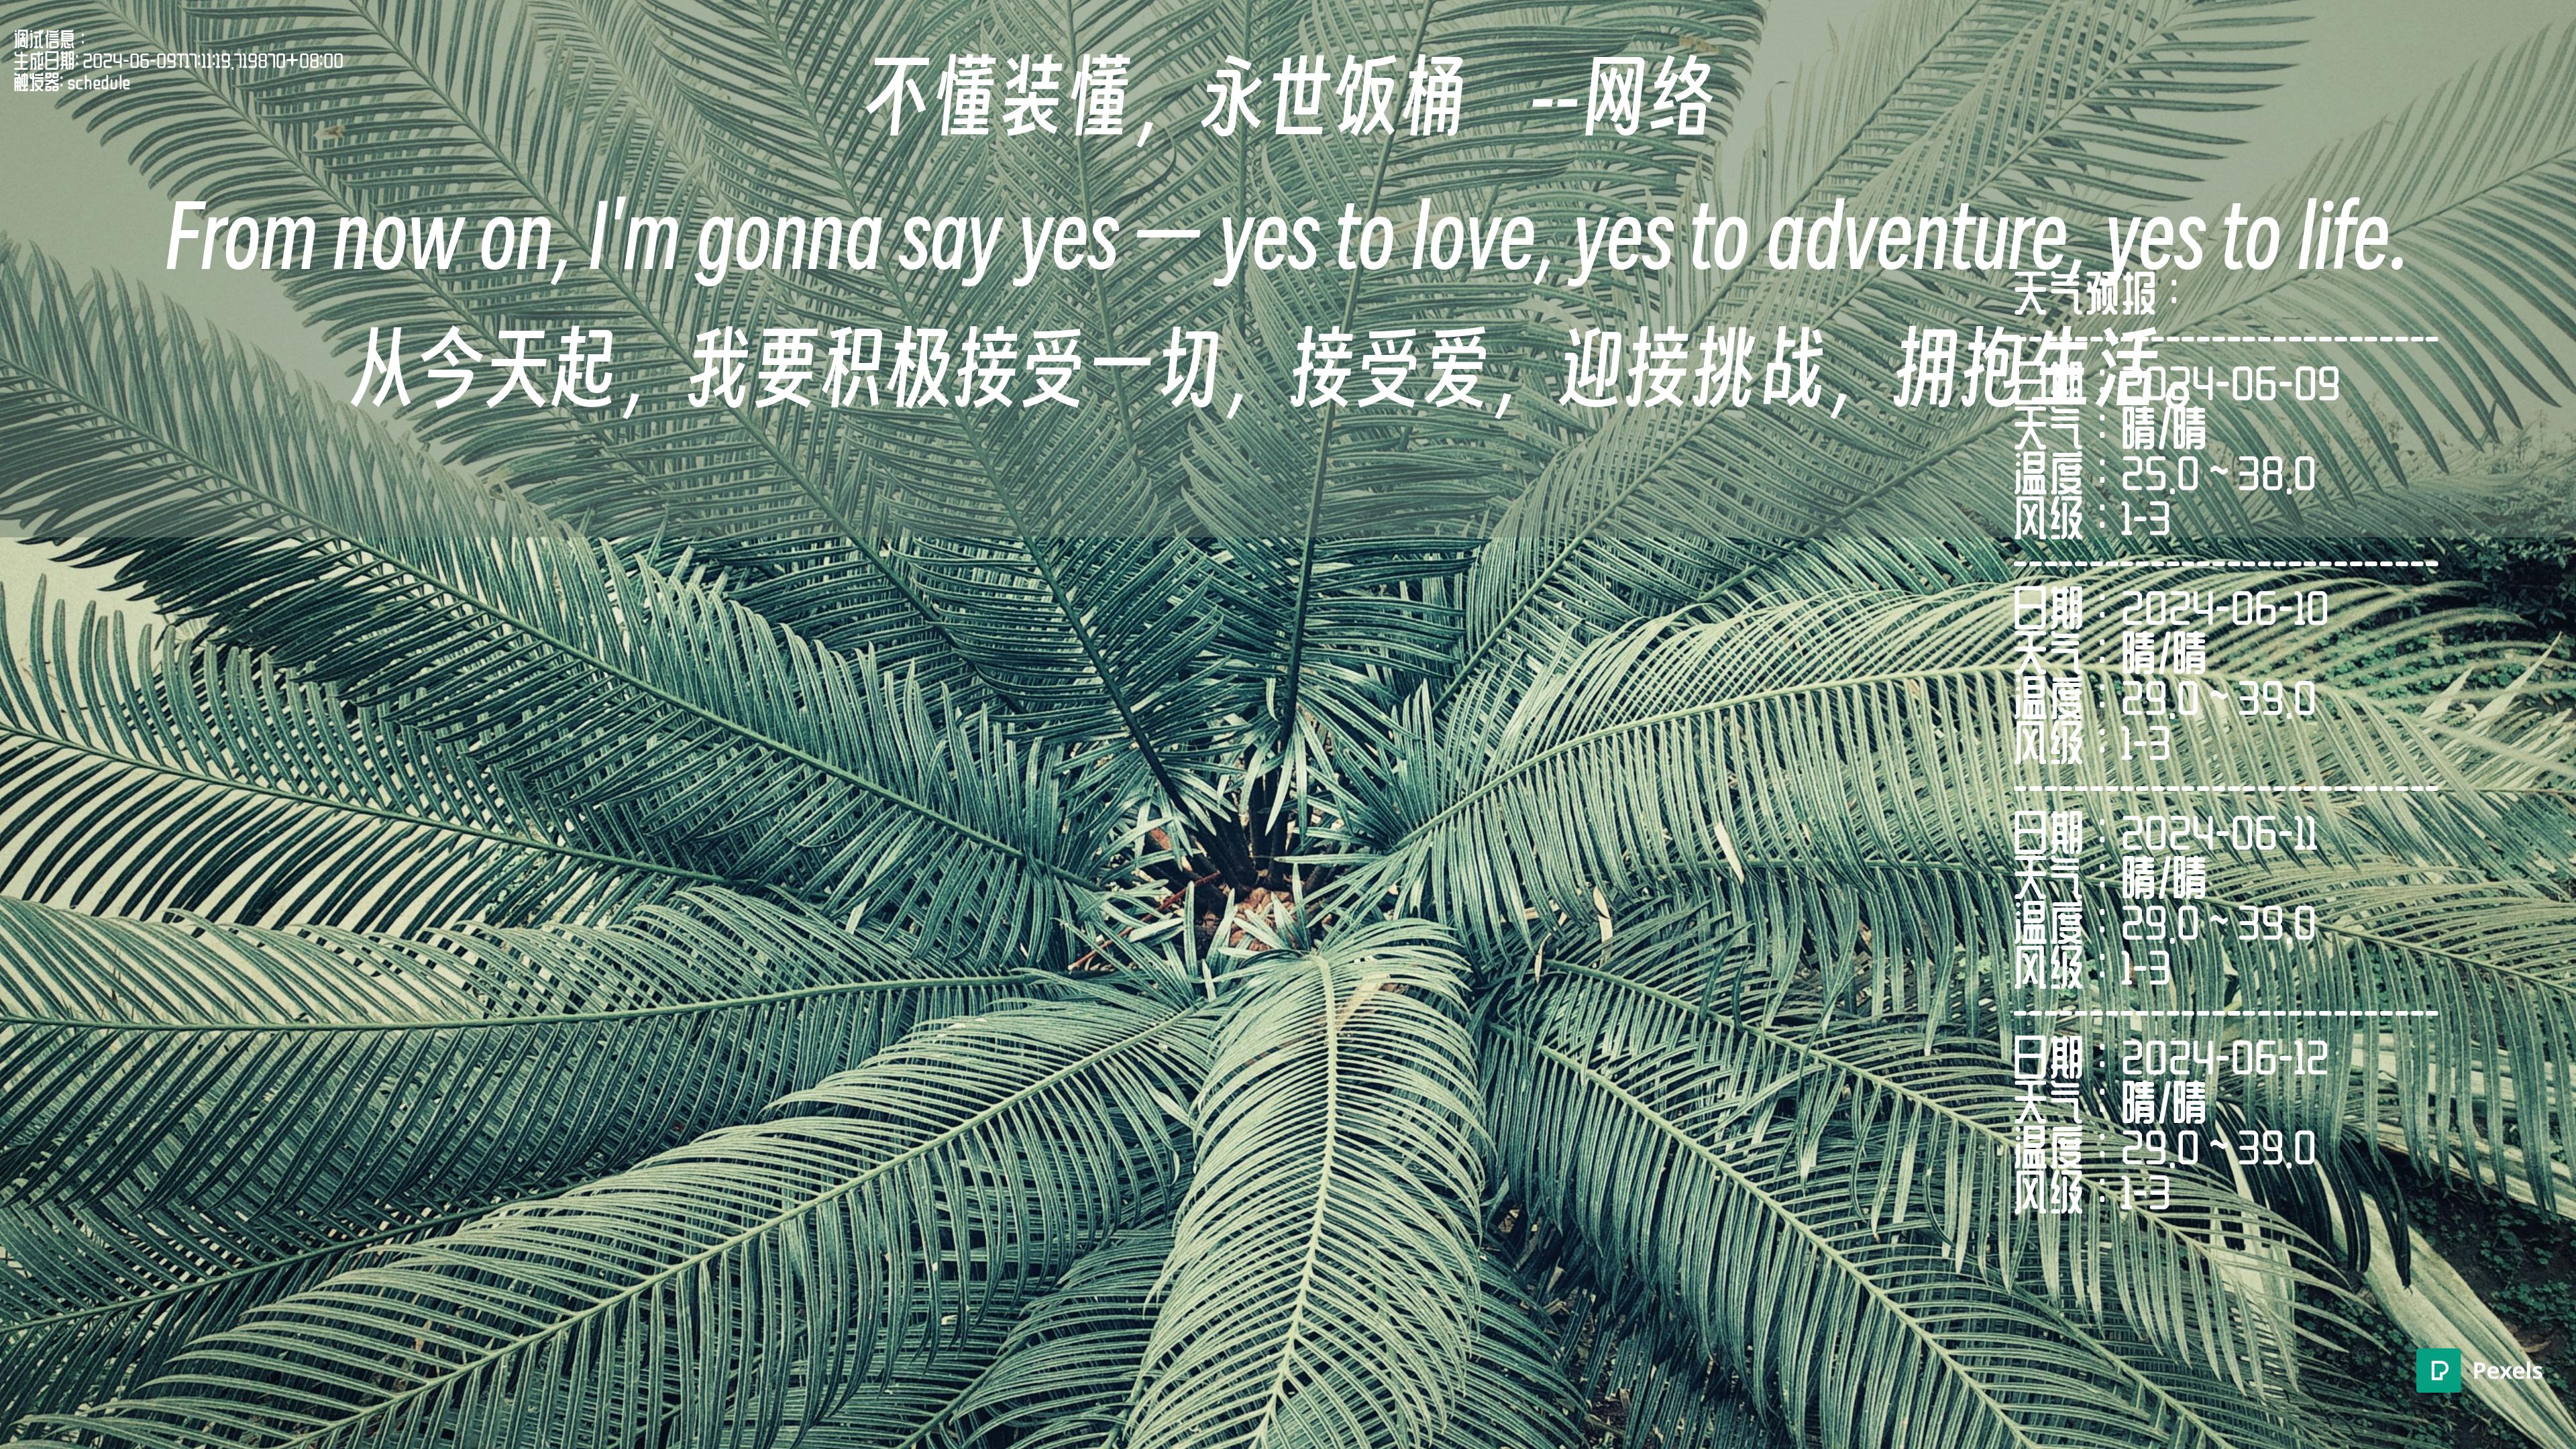 调试信息：
生成日期: 2024-06-09T17:11:19.719870+08:00
触发器: schedule
不懂装懂，永世饭桶 --网络
From now on, I'm gonna say yes — yes to love, yes to adventure, yes to life.
从今天起，我要积极接受一切，接受爱，迎接挑战，拥抱生活。
天气预报：
------------------------------
日期：2024-06-09
天气：晴/晴
温度：25.0 ~ 38.0
风级：1-3
------------------------------
日期：2024-06-10
天气：晴/晴
温度：29.0 ~ 39.0
风级：1-3
------------------------------
日期：2024-06-11
天气：晴/晴
温度：29.0 ~ 39.0
风级：1-3
------------------------------
日期：2024-06-12
天气：晴/晴
温度：29.0 ~ 39.0
风级：1-3
Pexels